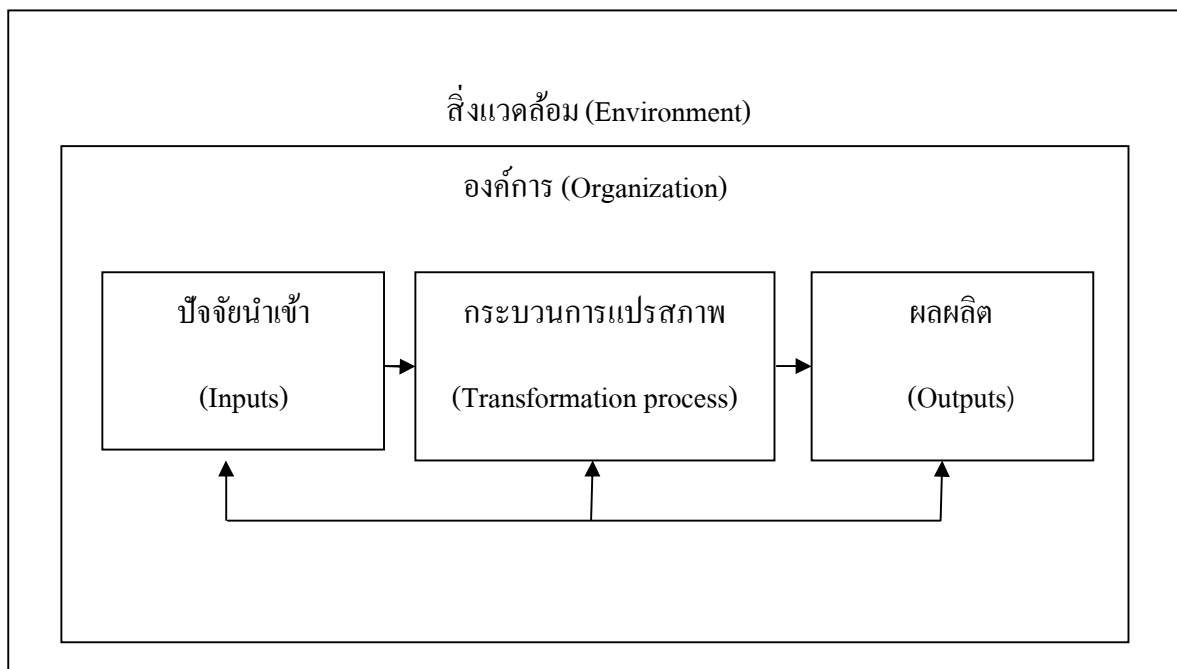 สิ่งแวดล้อม (Environment)
องค์การ (Organization)
ปัจจัยนำเข้า
(Inputs)
กระบวนการแปรสภาพ
(Transformation process)
ผลผลิต
(Outputs)